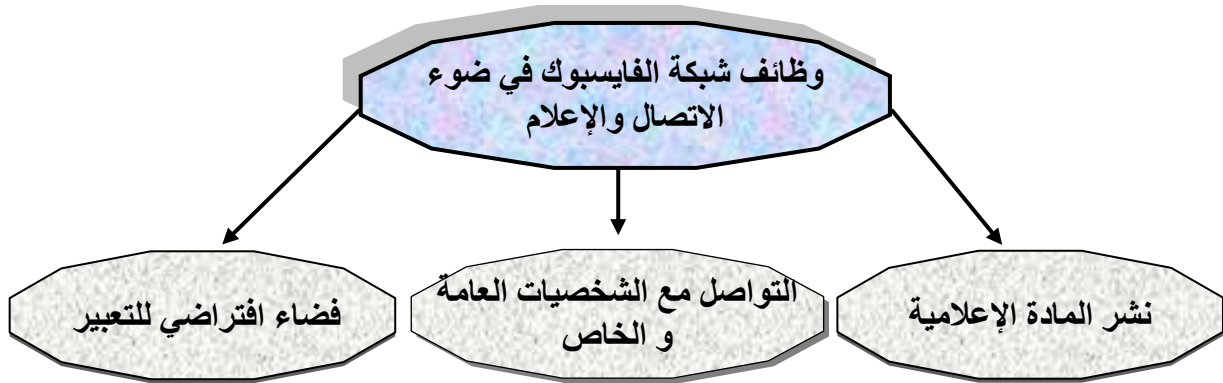 وظائف شبكة الفايسبوك في ضوء
الاتصال والإعلام
نشر المادة الإعلامية
التواصل مع الشخصيات العامة
و الخاص
فضاء افتراضي للتعبير